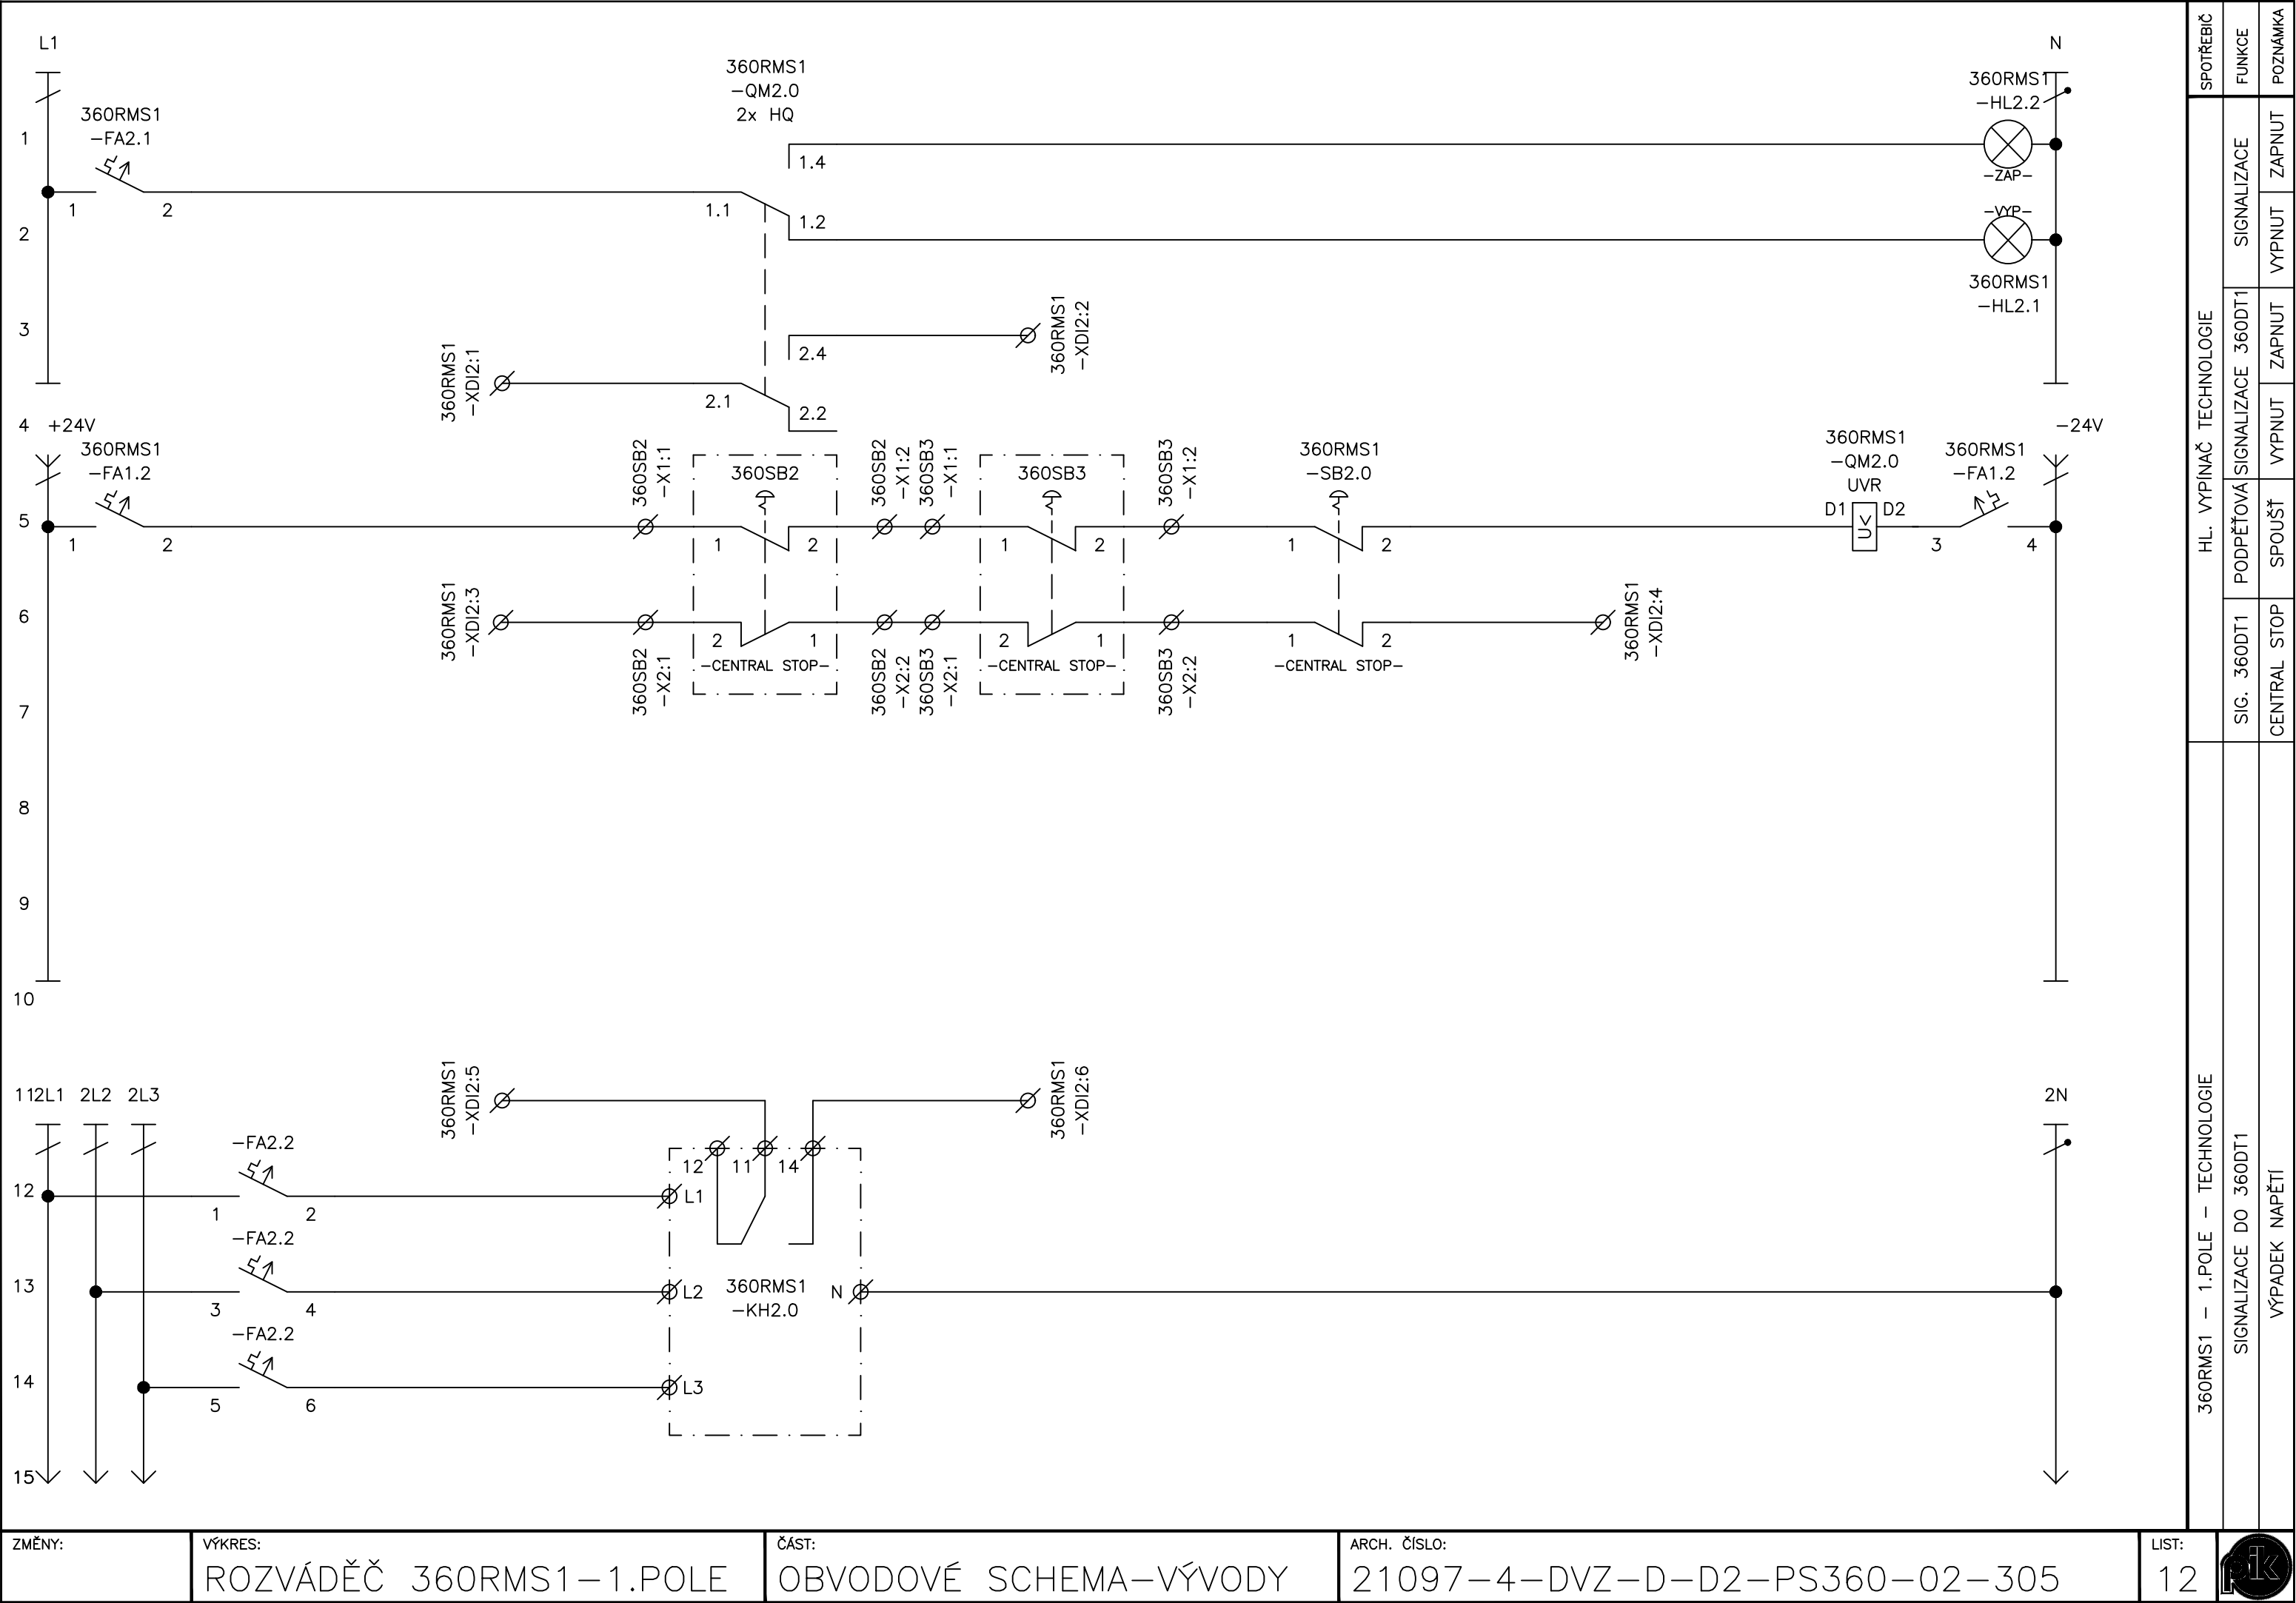 L1
N
360RMS1
-QM2.0
2x HQ
360RMS1
-HL2.2
360RMS1
-FA2.1
1
1.4
-ZAP-
1
2
1.1
1.2
-VYP-
2
360RMS1
-HL2.1
3
360RMS1
-XDI2:2
2.4
360RMS1
-XDI2:1
2.1
2.2
4
+24V
-24V
360RMS1
-FA1.2
360SB2
-X1:1
360SB2
360SB2
-X1:2
360SB3
-X1:1
360SB3
360SB3
-X1:2
360RMS1
-SB2.0
360RMS1
-QM2.0
UVR
360RMS1
-FA1.2
5
D1
U<
D2
1
2
1
2
1
2
1
2
3
4
6
360RMS1
-XDI2:3
2
1
2
1
1
2
360RMS1
-XDI2:4
-CENTRAL STOP-
-CENTRAL STOP-
-CENTRAL STOP-
360SB2
-X2:1
360SB2
-X2:2
360SB3
-X2:1
360SB3
-X2:2
7
8
9
10
360RMS1
-XDI2:5
360RMS1
-XDI2:6
11
2L1
2L2
2L3
2N
-FA2.2
12
11
14
12
L1
1
2
-FA2.2
13
L2
360RMS1
-KH2.0
N
3
4
-FA2.2
14
L3
5
6
15
SPOTŘEBIČ
FUNKCE
POZNÁMKA
HL. VYPÍNAČ TECHNOLOGIE
SIGNALIZACE
ZAPNUT
VYPNUT
SIGNALIZACE 360DT1
ZAPNUT
VYPNUT
PODPĚŤOVÁ
SPOUŠŤ
SIG. 360DT1
CENTRAL STOP
360RMS1 - 1.POLE - TECHNOLOGIE
SIGNALIZACE DO 360DT1
VÝPADEK NAPĚTÍ
ZMĚNY:
VÝKRES:
ROZVÁDĚČ 360RMS1-1.POLE
ČÁST:
OBVODOVÉ SCHEMA-VÝVODY
ARCH. ČÍSLO:
21097-4-DVZ-D-D2-PS360-02-305
LIST:
12
pik